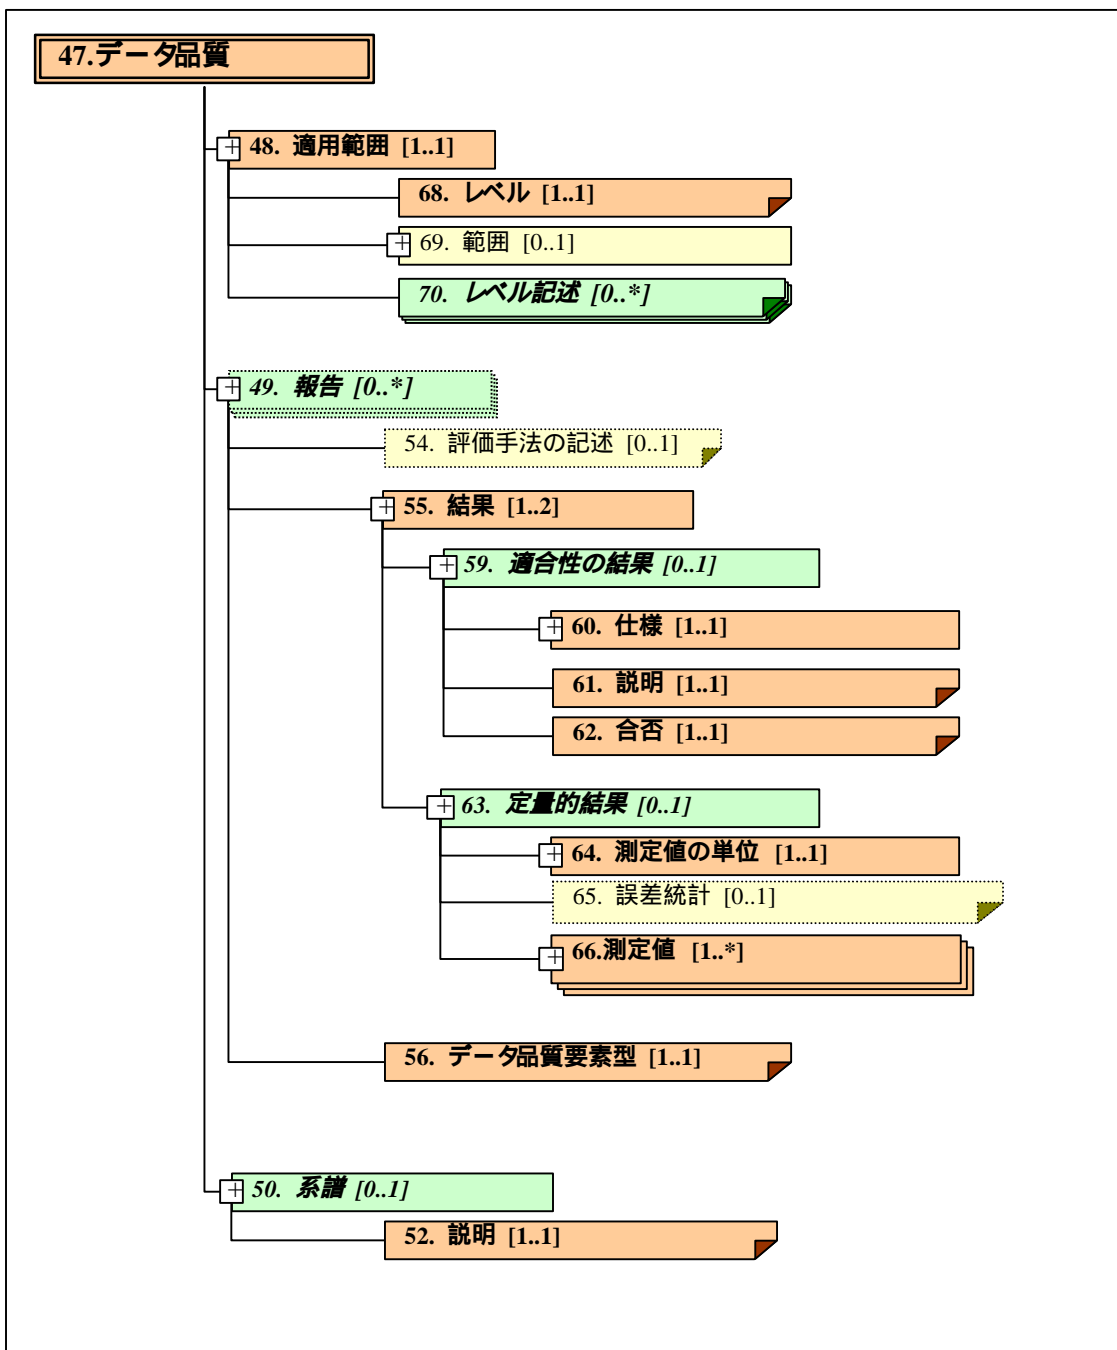 47.データ品質
48. 適用範囲 [1..1]
68. レベル [1..1]
69. 範囲 [0..1]
70. レベル記述 [0..*]
49. 報告 [0..*]
54. 評価手法の記述 [0..1]
55. 結果 [1..2]
59. 適合性の結果 [0..1]
60. 仕様 [1..1]
61. 説明 [1..1]
62. 合否 [1..1]
63. 定量的結果 [0..1]
64. 測定値の単位 [1..1]
65. 誤差統計 [0..1]
66.測定値 [1..*]
56. データ品質要素型 [1..1]
50. 系譜 [0..1]
52. 説明 [1..1]